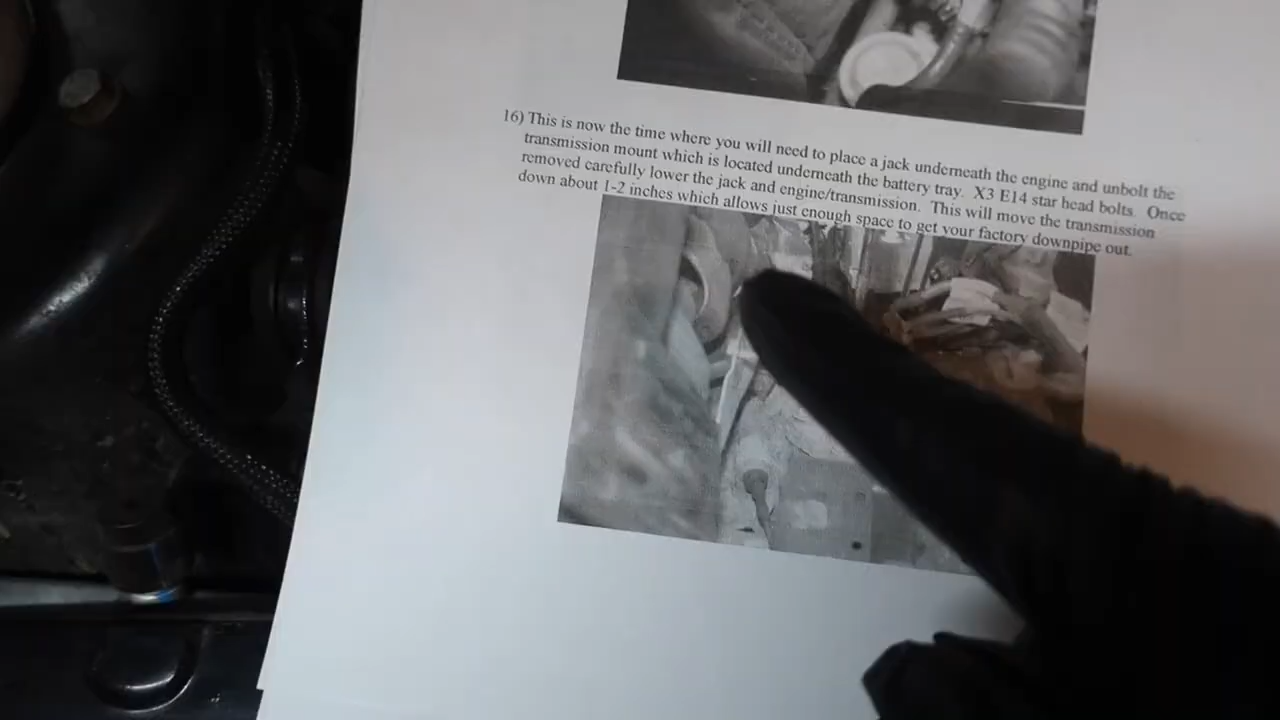 16) This is now the time where you will need to place a jack underneath the engine and unbolt the
transmission mount which is located underneath the battery tray. X3 E14 star head bolts. Once
removed carefully lower the jack and engine/transmission. This will move the transmission
down about 1-2 inches which allows just enough space to get your factory downpipe out.